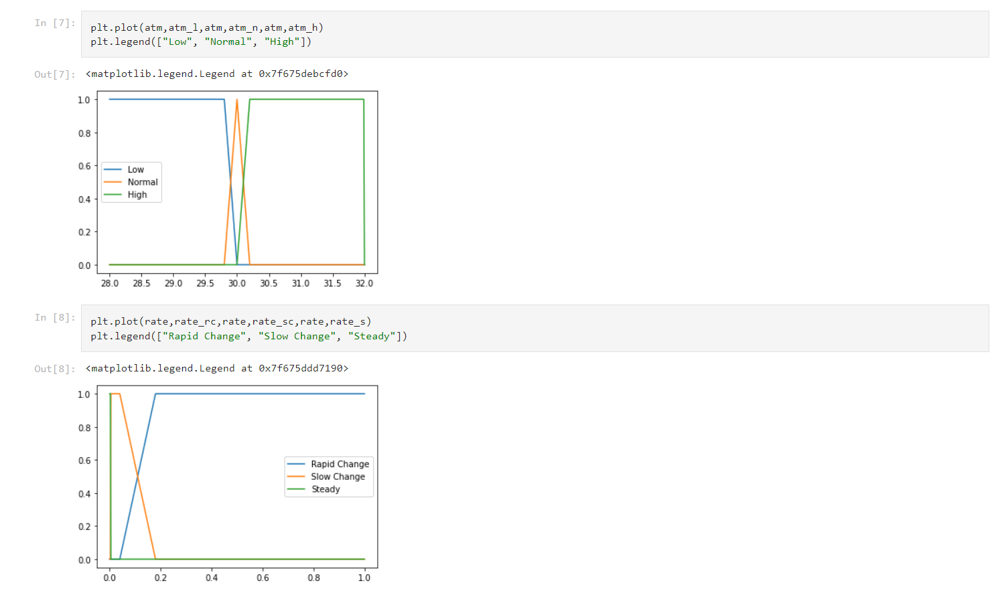 In [7]:
plt.plot(atm,atm_l,atm,atm_n,atm,atm_h)
plt.legend(["Low", "Normal", "High"])
Out[7]: <matplotlib.legend.Legend at 0x7f675debcfd0>
1.0
0.8
0.6
0.4
0.2
0.0
Low
Normal
High
28.0 28.5 29.0 29.5 30.0 30.5 31.0 31.5 32.0
In [8]:
plt.plot(rate,rate_rc,rate,rate_sc,rate,rate_s)
plt.legend(["Rapid Change", "Slow Change", "Steady"])
Out[8]: <matplotlib.legend.Legend at 0x7f675ddd7190>
1.0
0.8
0.6
0.4
0.2
0.0
Rapid Change
Slow Change
Steady
0.0 0.2 0.4 0.6 0.8 1.0